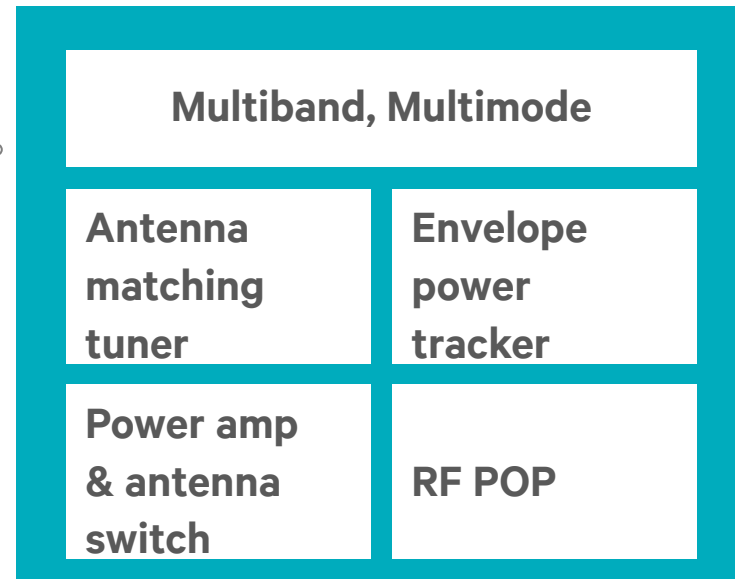 Multiband, Multimode
Antenna
matching
tuner
Envelope
power
tracker
Power amp
& antenna
switch
RF POP